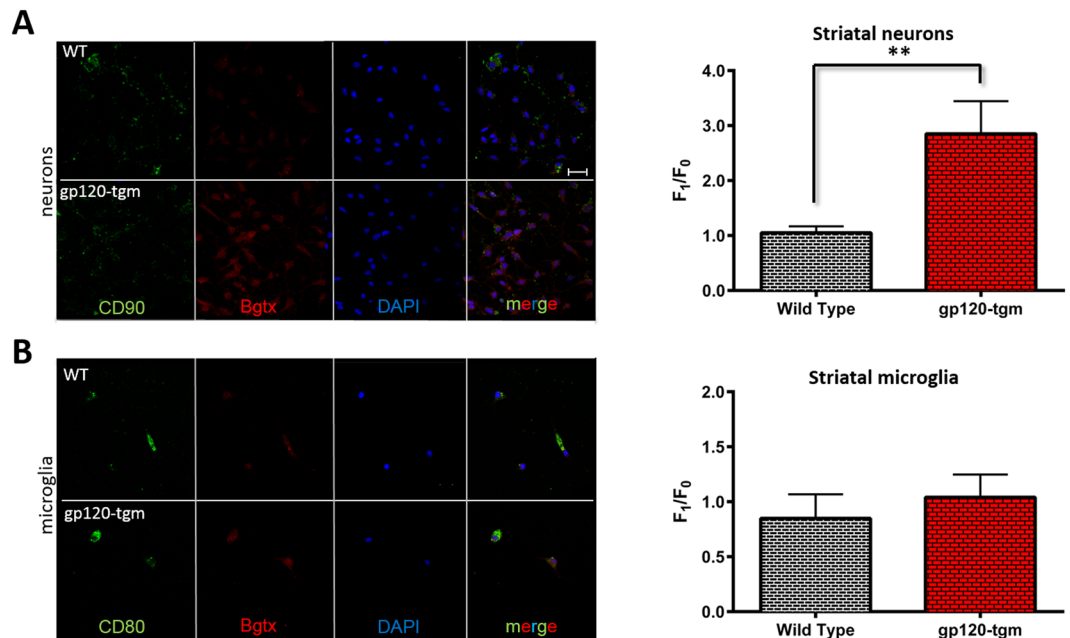 A
WT
gp120-tgm
neurons
CD90
Bgtx
DAPI
merge
Striatal neurons
**
4.0
3.0
2.0
1.0
0.0
F1/F0
Wild Type
gp120-tgm
B
WT
gp120-tgm
microglia
CD80
Bgtx
DAPI
merge
Striatal microglia
2.0
1.5
1.0
0.5
0.0
F1/F0
Wild Type
gp120-tgm